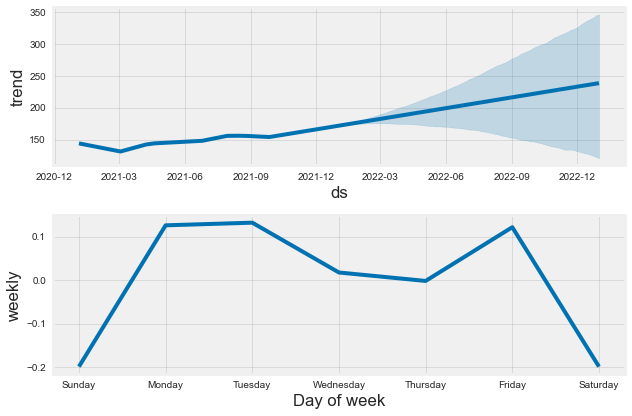 350
300
250
200
150
trend
2020-12 2021-03 2021-06 2021-09 2021-12 2022-03 2022-06 2022-09 2022-12
ds
0.1
0.0
−0.1
−0.2
weekly
Sunday Monday Tuesday Wednesday Thursday Friday Saturday
Day of week